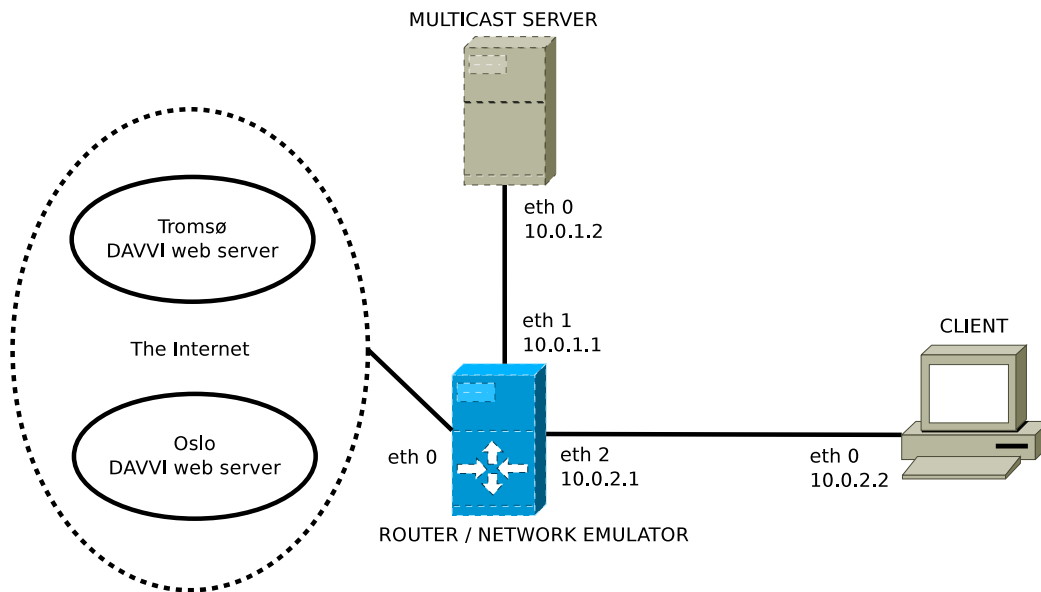 MULTICAST SERVER
eth 0
10.0.1.2
Tromsø
DAVVI web server
The Internet
Oslo
DAVVI web server
eth 1
10.0.1.1
CLIENT
eth 0
eth 2
10.0.2.1
eth 0
10.0.2.2
ROUTER / NETWORK EMULATOR